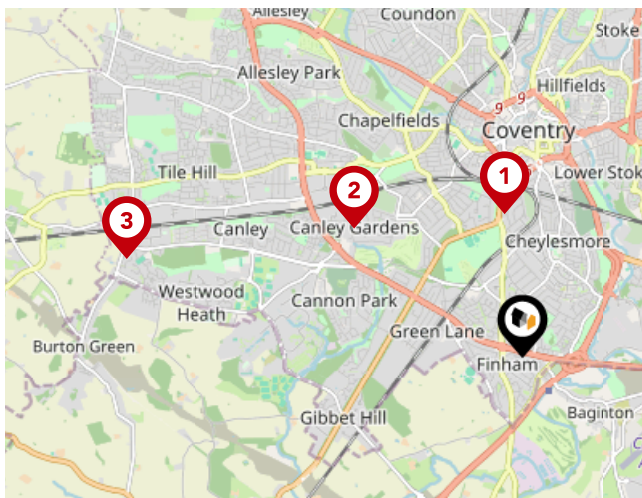 Allesley
Coundon
Stoke
Allesley Park
Hillfields
9
9
Chapelfields
Coventry
9
Tile Hill
Lower Stok
1
2
3
Canley
Canley Gardens
Cheylesmore
Westwood
Heath
Cannon Park
Green Lane
Burton Green
Finham
Gibbet Hill
Baginton